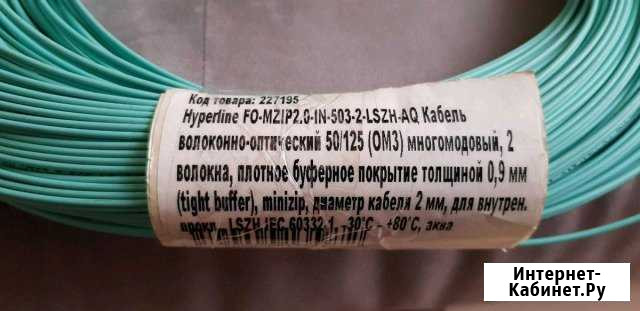 Код товара: 227195
Hyperline FO-MZIP2.0-IN-503-2-LSZH-AQ Кабель
волоконно-оптический 50/125 (OM3) многомодовый, 2
волокна, плотное буферное покрытие толщиной 0,9 мм
(tight buffer), minizip, диаметр кабеля 2 мм, для внутрен.
прокл., LSZH IEC 60332-1, -30°C - +80°C, аква
Интернет-
Кабинет.Ру